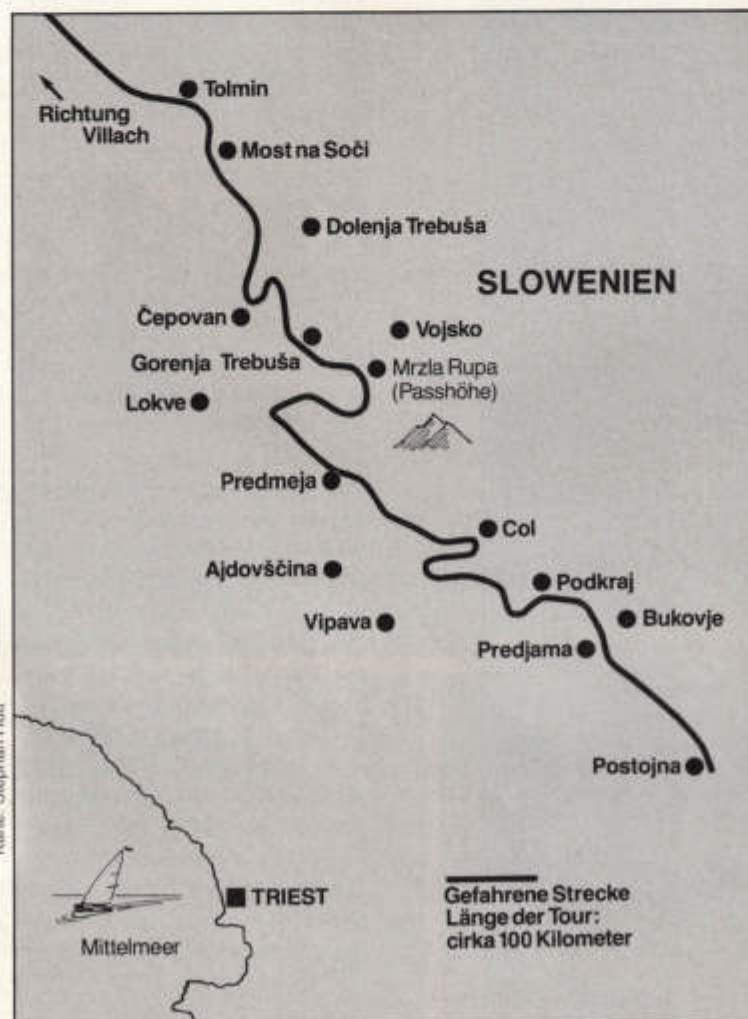 Tolmin
Richtung
Villach
Most na Soči
Dolenja Trebuša
SLOWENIEN
Čepovan
Vojsko
Gorenja Trebuša
Mrzla Rupa
(Passhöhe)
Lokve
Predmeja
Col
Ajdovščina
Podkraj
Vipava
Bukovje
Predjama
Postojna
TRIEST
Mittelmeer
Gefahrene Strecke
Länge der Tour:
cirka 100 Kilometer
Stephan